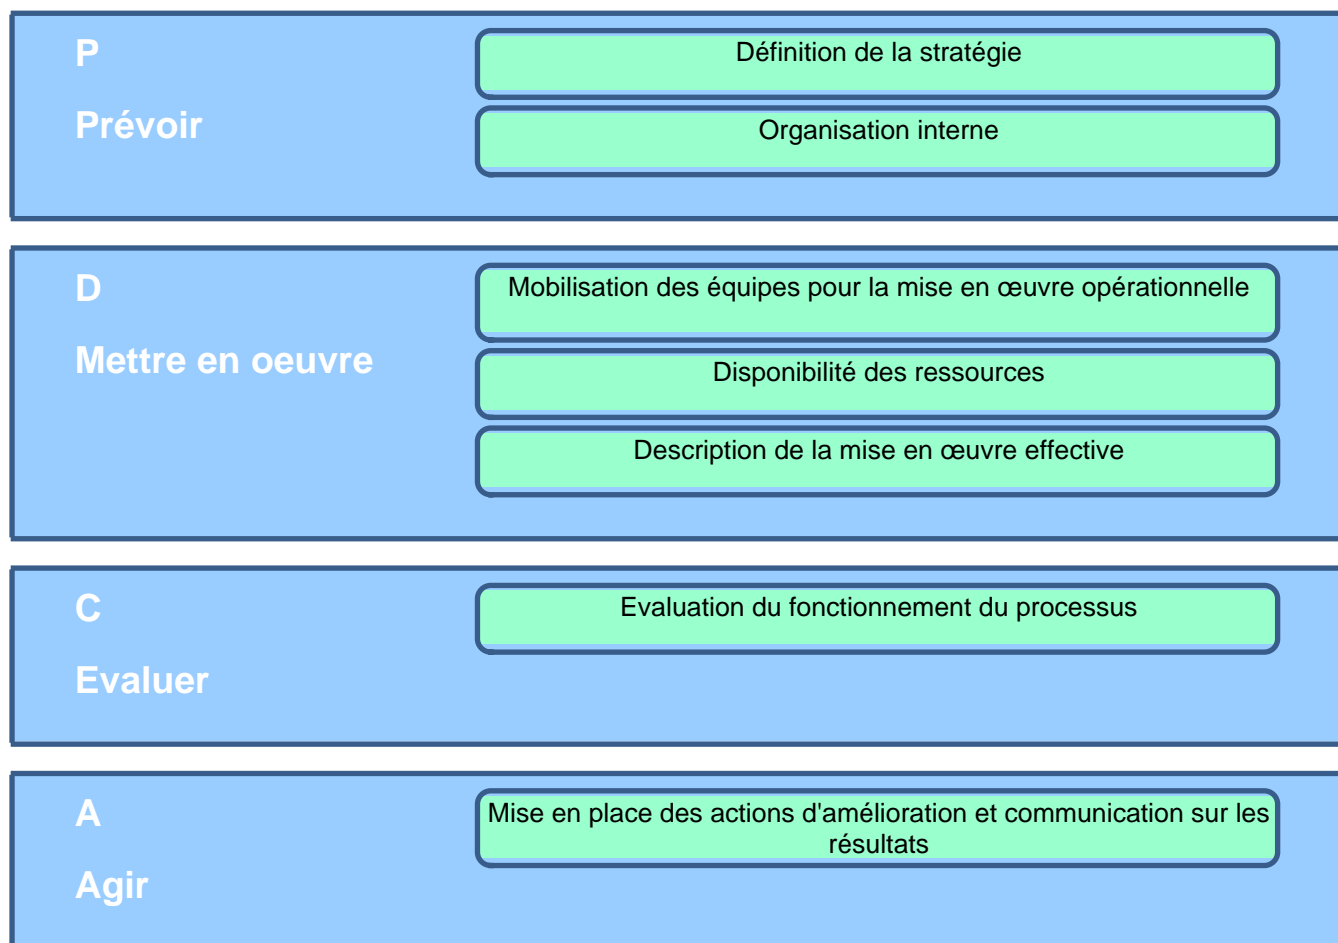 P
Prévoir
Définition de la stratégie
Organisation interne
D
Mettre en oeuvre
Mobilisation des équipes pour la mise en œuvre opérationnelle
Disponibilité des ressources
Description de la mise en œuvre effective
C
Evaluer
Evaluation du fonctionnement du processus
A
Agir
Mise en place des actions d'amélioration et communication sur les
résultats